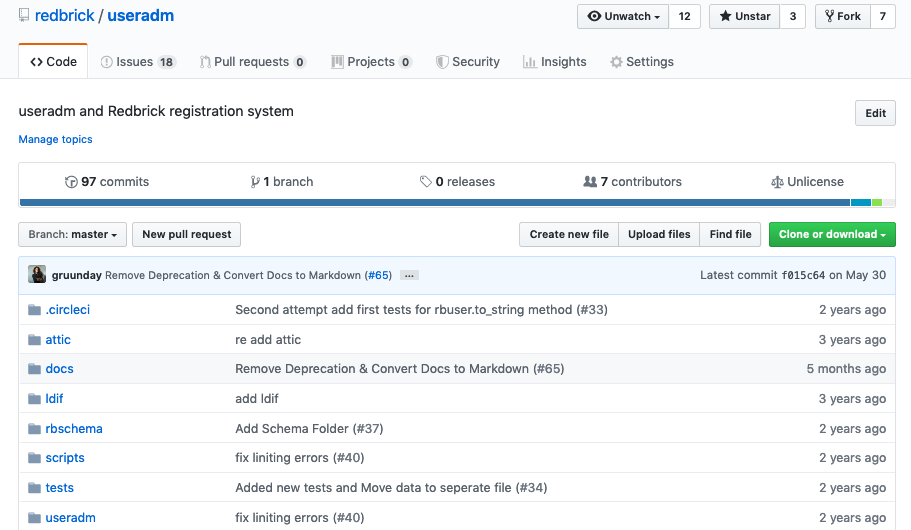 redbrick / useradm Unwatch 12 Unstar 3 Fork 7
Code Issues 18 Pull requests 0 Projects 0 Security Insights Settings
useradm and Redbrick registration system Edit
Manage topics
97 commits 1 branch 0 releases 7 contributors Unlicense
Branch: master New pull request Create new file Upload files Find file Clone or download
gruunday Remove Deprecation & Convert Docs to Markdown (#65) ... Latest commit f015c64 on May 30
.circleci Second attempt add first tests for rbuser.to_string method (#33) 2 years ago
attic re add attic 3 years ago
docs Remove Deprecation & Convert Docs to Markdown (#65) 5 months ago
ldif add ldif 3 years ago
rbschema Add Schema Folder (#37) 2 years ago
scripts fix liniting errors (#40) 2 years ago
tests Added new tests and Move data to seperate file (#34) 2 years ago
useradm fix liniting errors (#40) 2 years ago